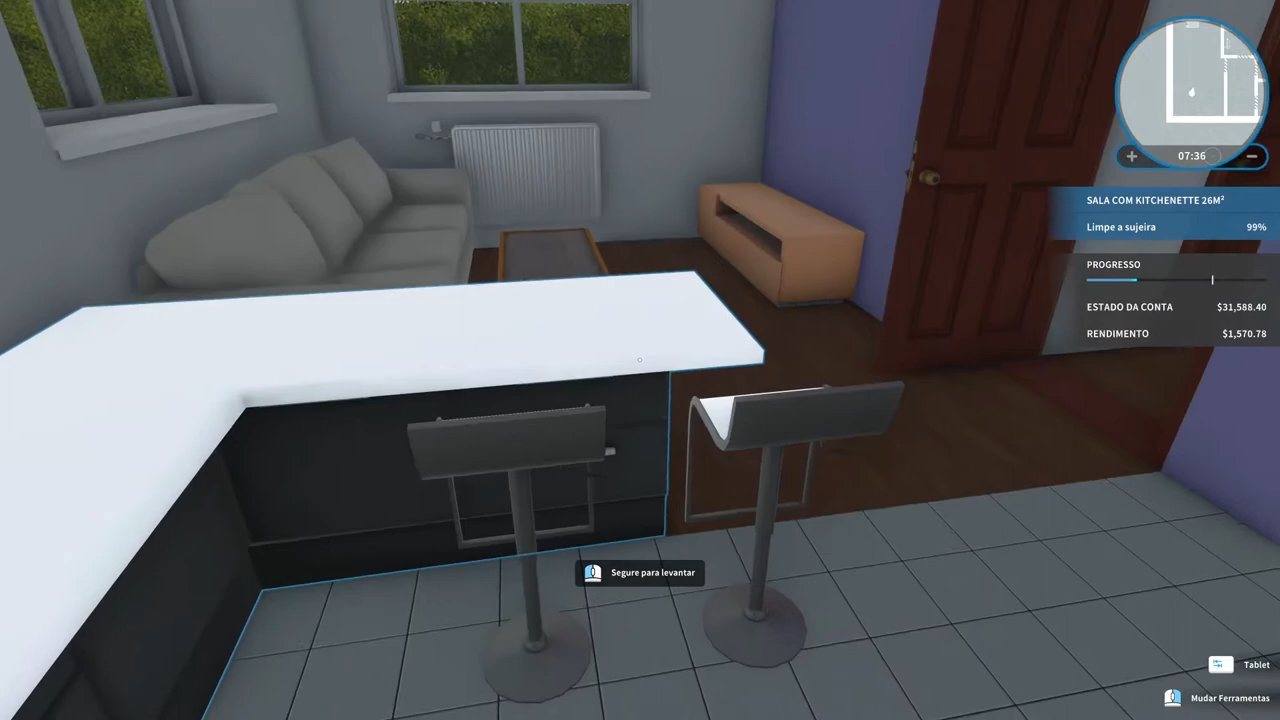 07:36
SALA COM KITCHENETTE 26M²
Limpe a sujeira 99%
PROGRESSO
ESTADO DA CONTA $31,588.40
RENDIMENTO $1,570.78
Segure para levantar
Tablet
Mudar Ferramentas